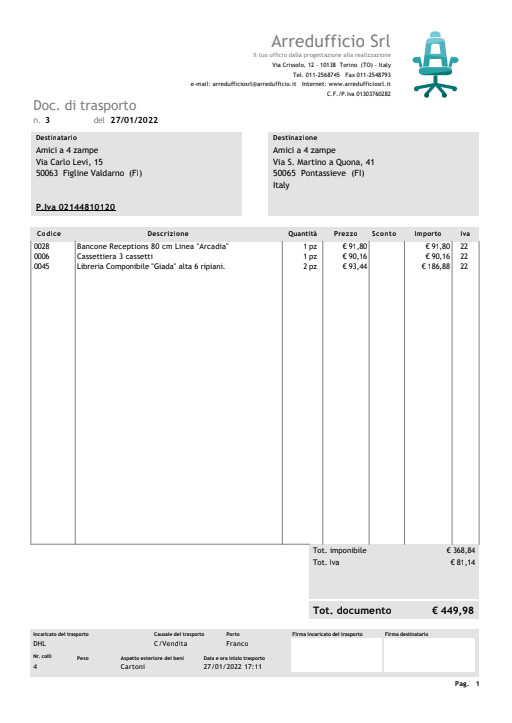 Arredufficio Srl
Il tuo ufficio dalla progettazione alla realizzazione
Via Crissolo, 12 - 10138 Torino (TO) - Italy
Tel. 011-2568745 Fax 011-2548793
e-mail: arredufficiosrl@arredufficio.it Internet: www.arredufficiosrl.it
C.F./P.Iva 01303760282
Doc. di trasporto
n. 3 del 27/01/2022
Destinatario
Amici a 4 zampe
Via Carlo Levi, 15
50063 Figline Valdarno (FI)
P.Iva 02144810120
Destinazione
Amici a 4 zampe
Via S. Martino a Quona, 41
50065 Pontassieve (FI)
Italy
Codice Descrizione Quantità Prezzo Sconto Importo Iva
0028 Bancone Receptions 80 cm Linea "Arcadia" 1 pz € 91,80 € 91,80 22
0006 Cassettiera 3 cassetti 1 pz € 90,16 € 90,16 22
0045 Libreria Componibile "Giada" alta 6 ripiani. 2 pz € 93,44 € 186,88 22
Tot. imponibile € 368,84
Tot. Iva € 81,14
Tot. documento € 449,98
Incaricato del trasporto Causale del trasporto Porto Firma incaricato del trasporto Firma destinatario
DHL C/Vendita Franco
Nr. colli Peso Aspetto esteriore dei beni Data e ora inizio trasporto
4 Cartoni 27/01/2022 17:11
Pag. 1